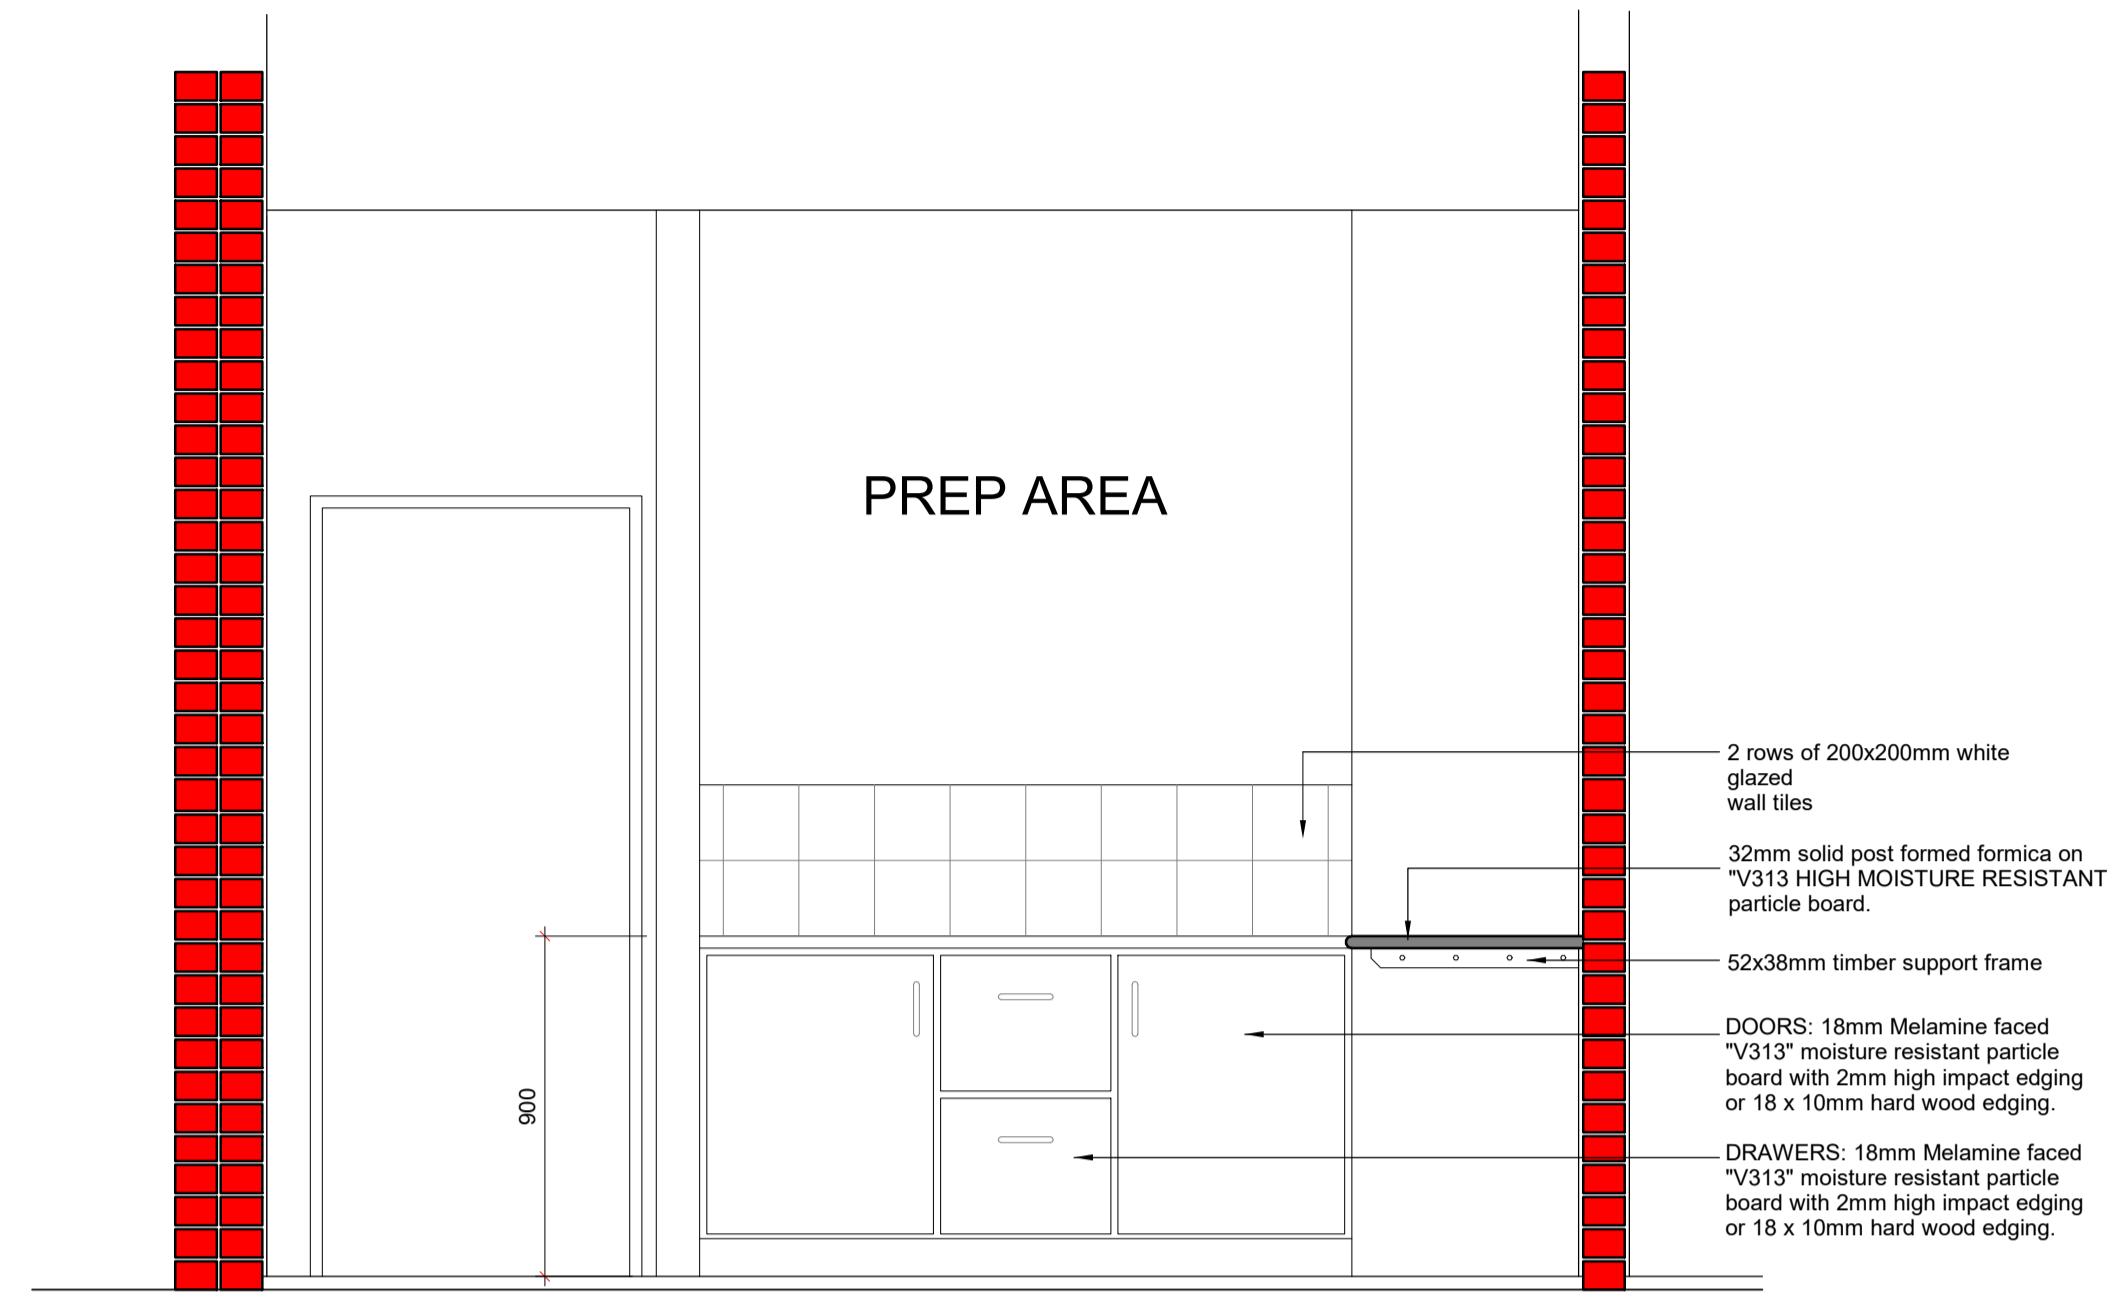 PREP AREA
2 rows of 200x200mm white
glazed
wall tiles
32mm solid post formed formica on
"V313 HIGH MOISTURE RESISTANT
particle board.
52x38mm timber support frame
DOORS: 18mm Melamine faced
"V313" moisture resistant particle
board with 2mm high impact edging
or 18 x 10mm hard wood edging.
900
DRAWERS: 18mm Melamine faced
"V313" moisture resistant particle
board with 2mm high impact edging
or 18 x 10mm hard wood edging.